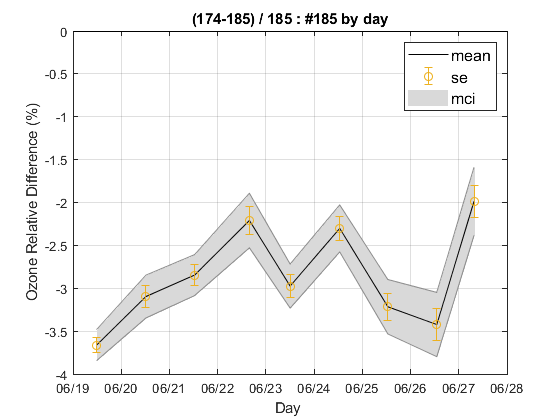 (174-185) / 185 : #185 by day
Ozone Relative Difference (%)
0
-0.5
-1
-1.5
-2
-2.5
-3
-3.5
-4
mean
se
mci
06/19 06/20 06/21 06/22 06/23 06/24 06/25 06/26 06/27 06/28
Day